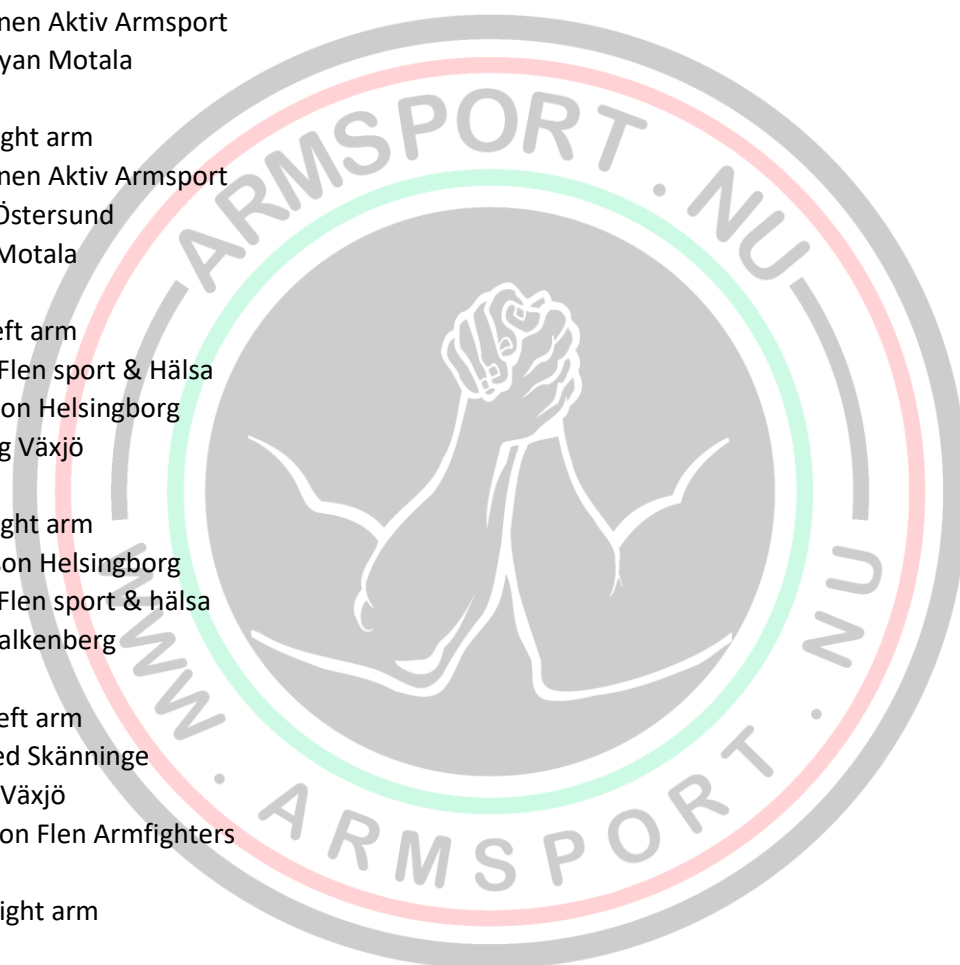 nen Aktiv Armsport
yan Motala
ght arm
nen Aktiv Armsport
Östersund
Motala
eft arm
Flen sport & Hälsa
on Helsingborg
g Växjö
ght arm
on Helsingborg
Flen sport & hälsa
alkenberg
eft arm
ed Skänninge
Växjö
on Flen Armfighters
ight arm
ARMSPORT . NU
WWW . ARMSPORT . NU